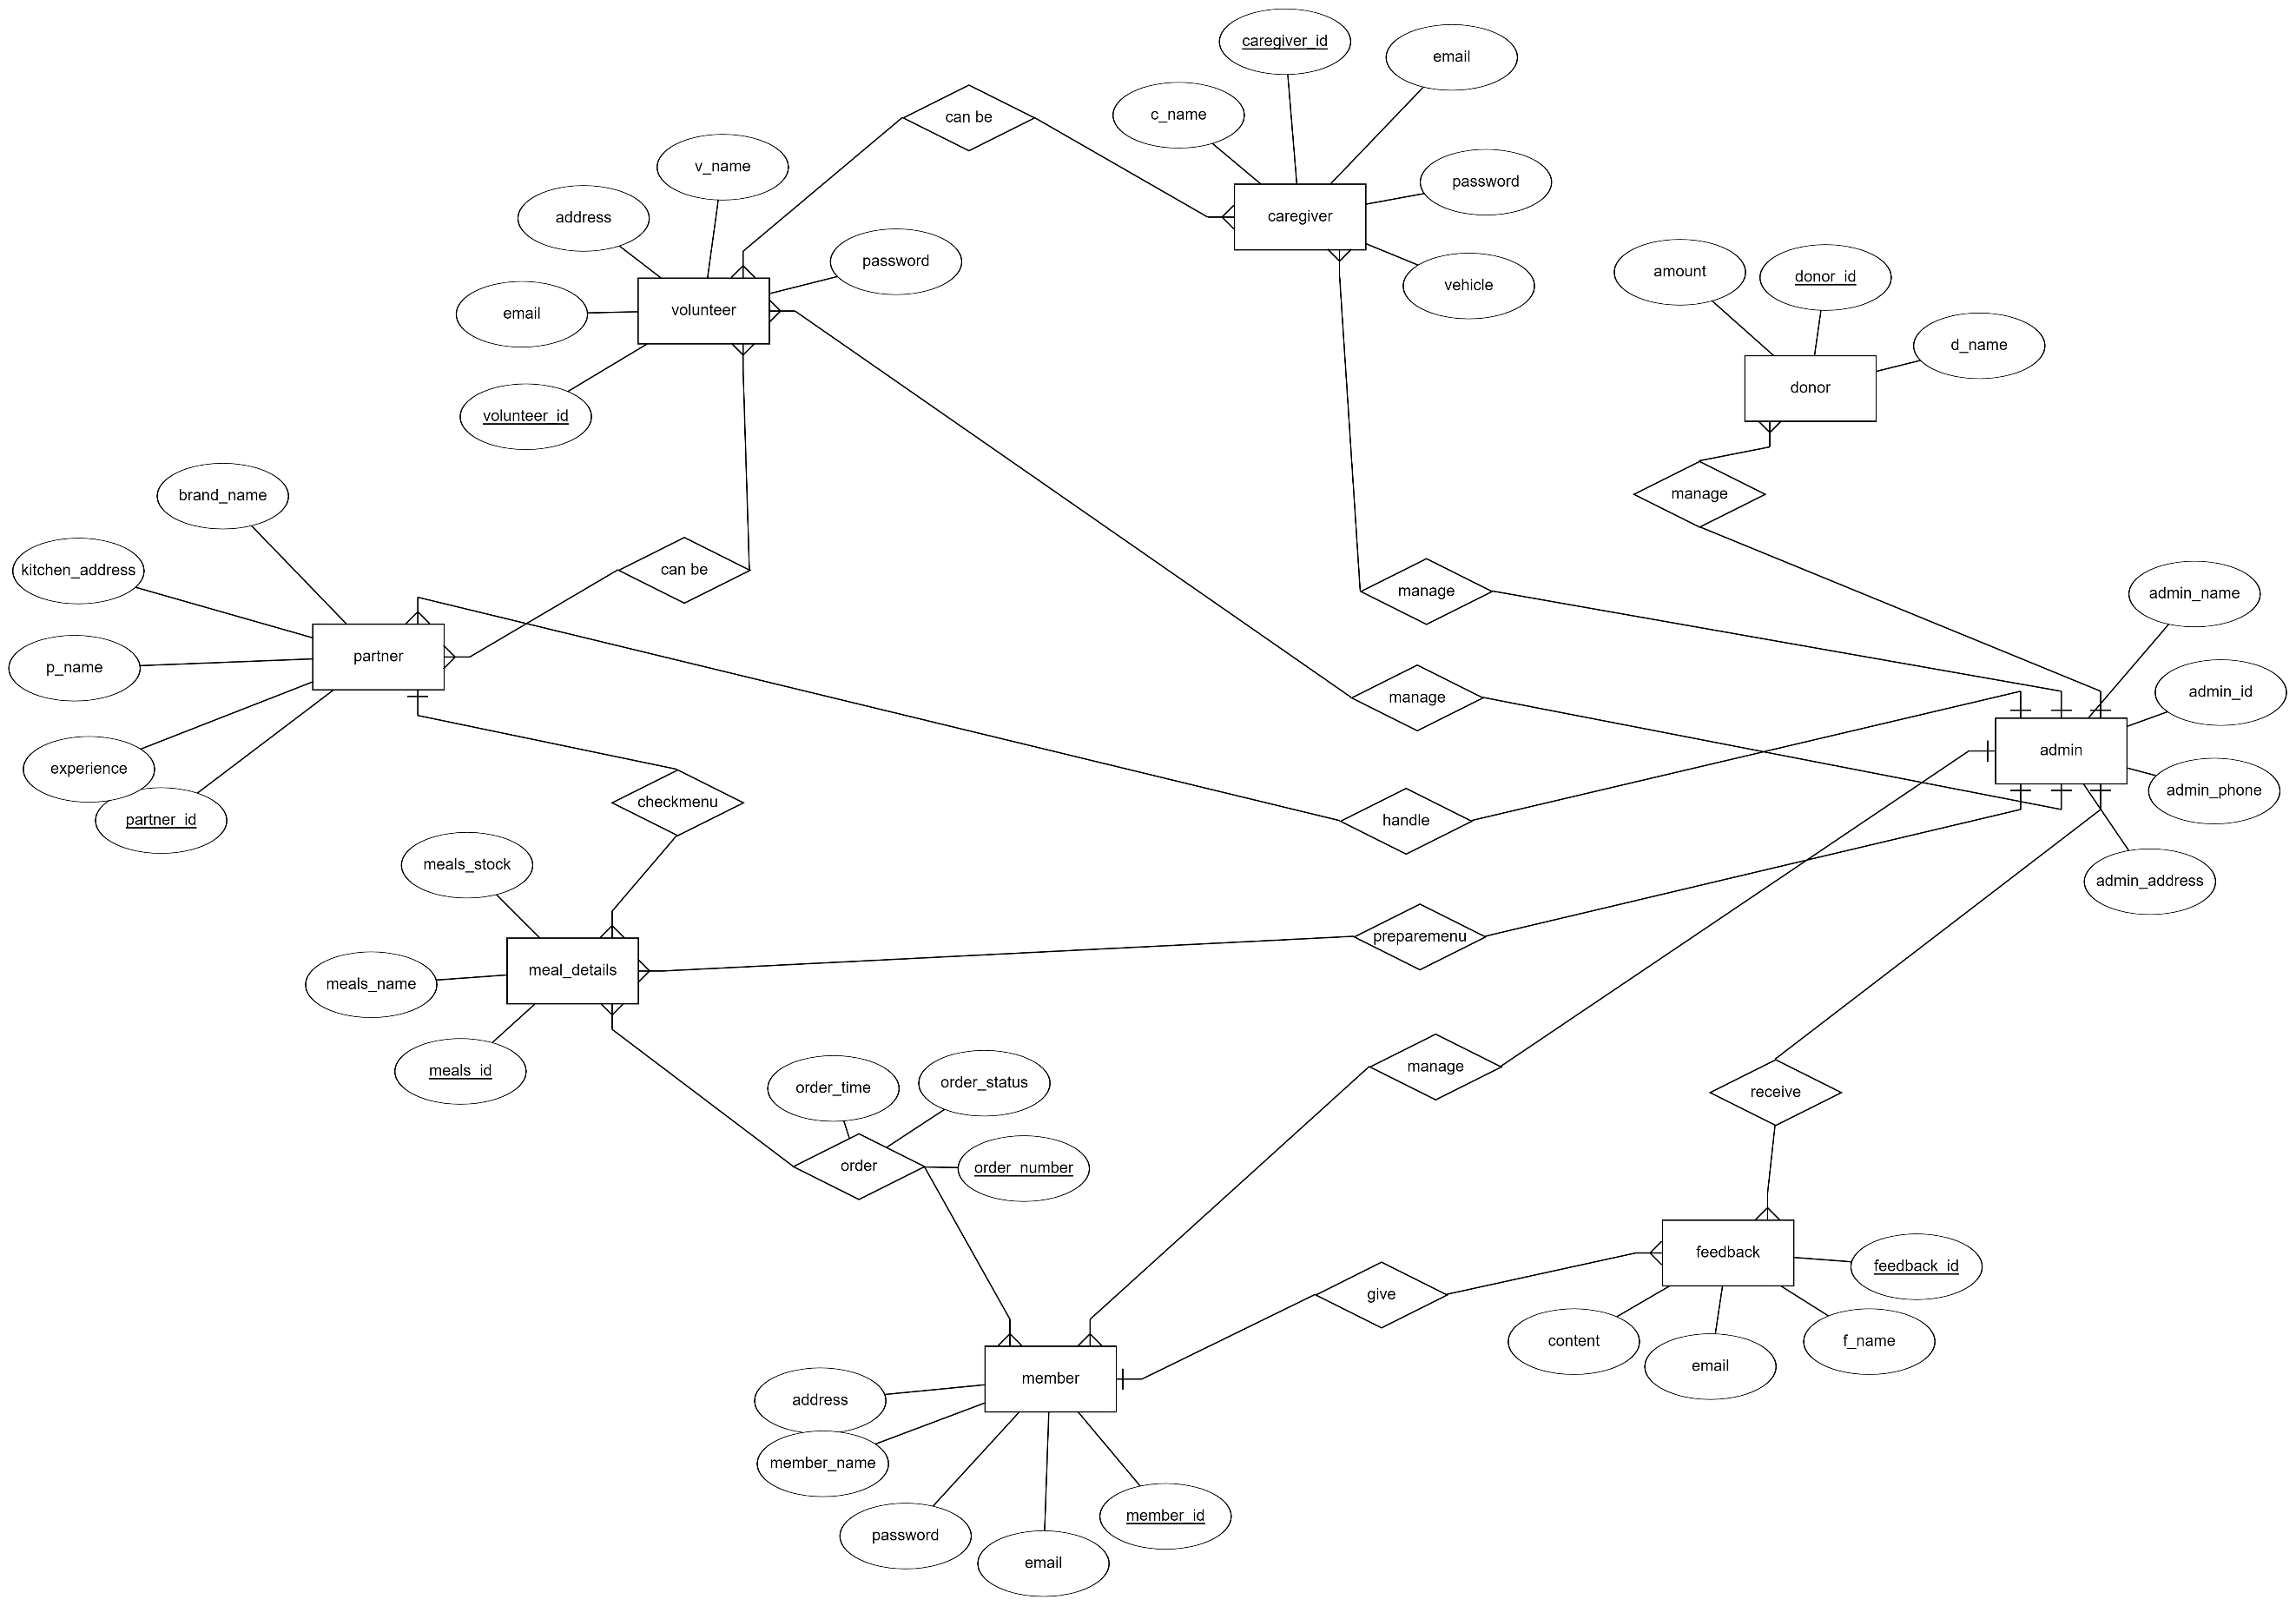 caregiver_id
email
c_name
can be
v_name
password
address
caregiver
password
vehicle
email
volunteer
amount
donor_id
d_name
donor
volunteer_id
brand_name
manage
kitchen_address
can be
manage
admin_name
p_name
partner
manage
admin_id
admin
experience
checkmenu
handle
admin_phone
partner_id
meals_stock
admin_address
preparemenu
meals_name
meal_details
meals_id
order_time
order_status
manage
receive
order
order_number
feedback
feedback_id
give
content
email
f_name
member
address
member_name
password
email
member_id